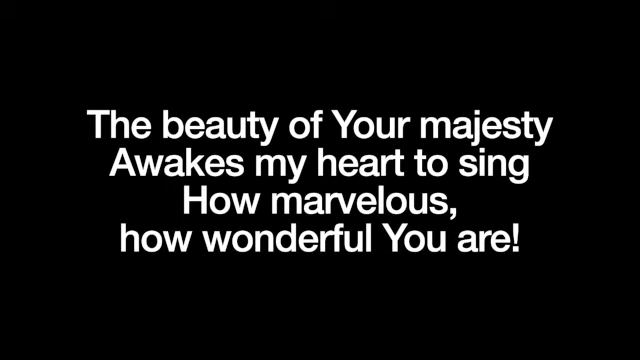 The beauty of Your majesty
Awakes my heart to sing
How marvelous,
how wonderful You are!